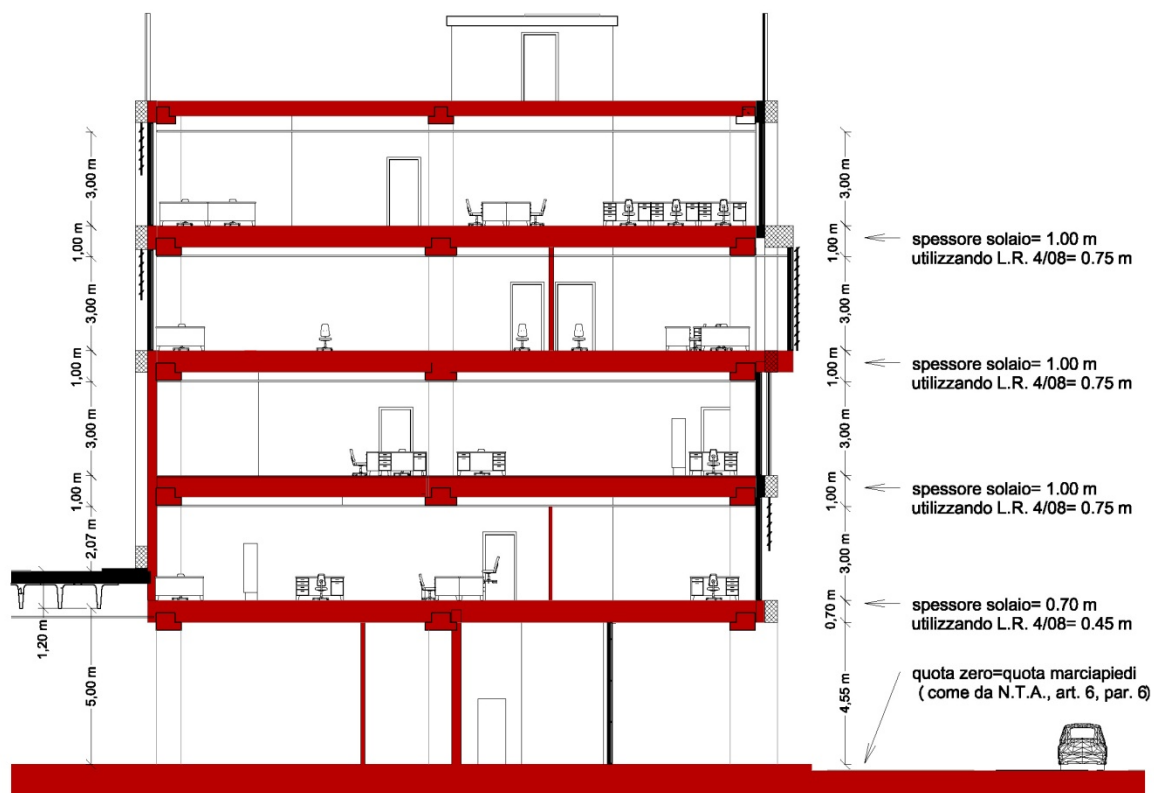 3,00 m
3,00 m
1,00 m
1,00 m
spessore solaio= 1.00 m
utilizzando L.R. 4/08= 0.75 m
3,00 m
3,00 m
1,00 m
1,00 m
spessore solaio= 1.00 m
utilizzando L.R. 4/08= 0.75 m
3,00 m
3,00 m
1,00 m
1,00 m
spessore solaio= 1.00 m
utilizzando L.R. 4/08= 0.75 m
2,07 m
3,00 m
0,70 m
spessore solaio= 0.70 m
utilizzando L.R. 4/08= 0.45 m
1,20 m
5,00 m
4,55 m
quota zero=quota marciapiedi
( come da N.T.A., art. 6, par. 6)